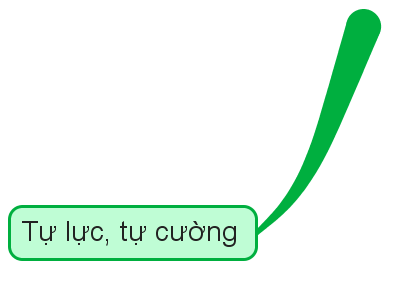 Tự lực, tự cường